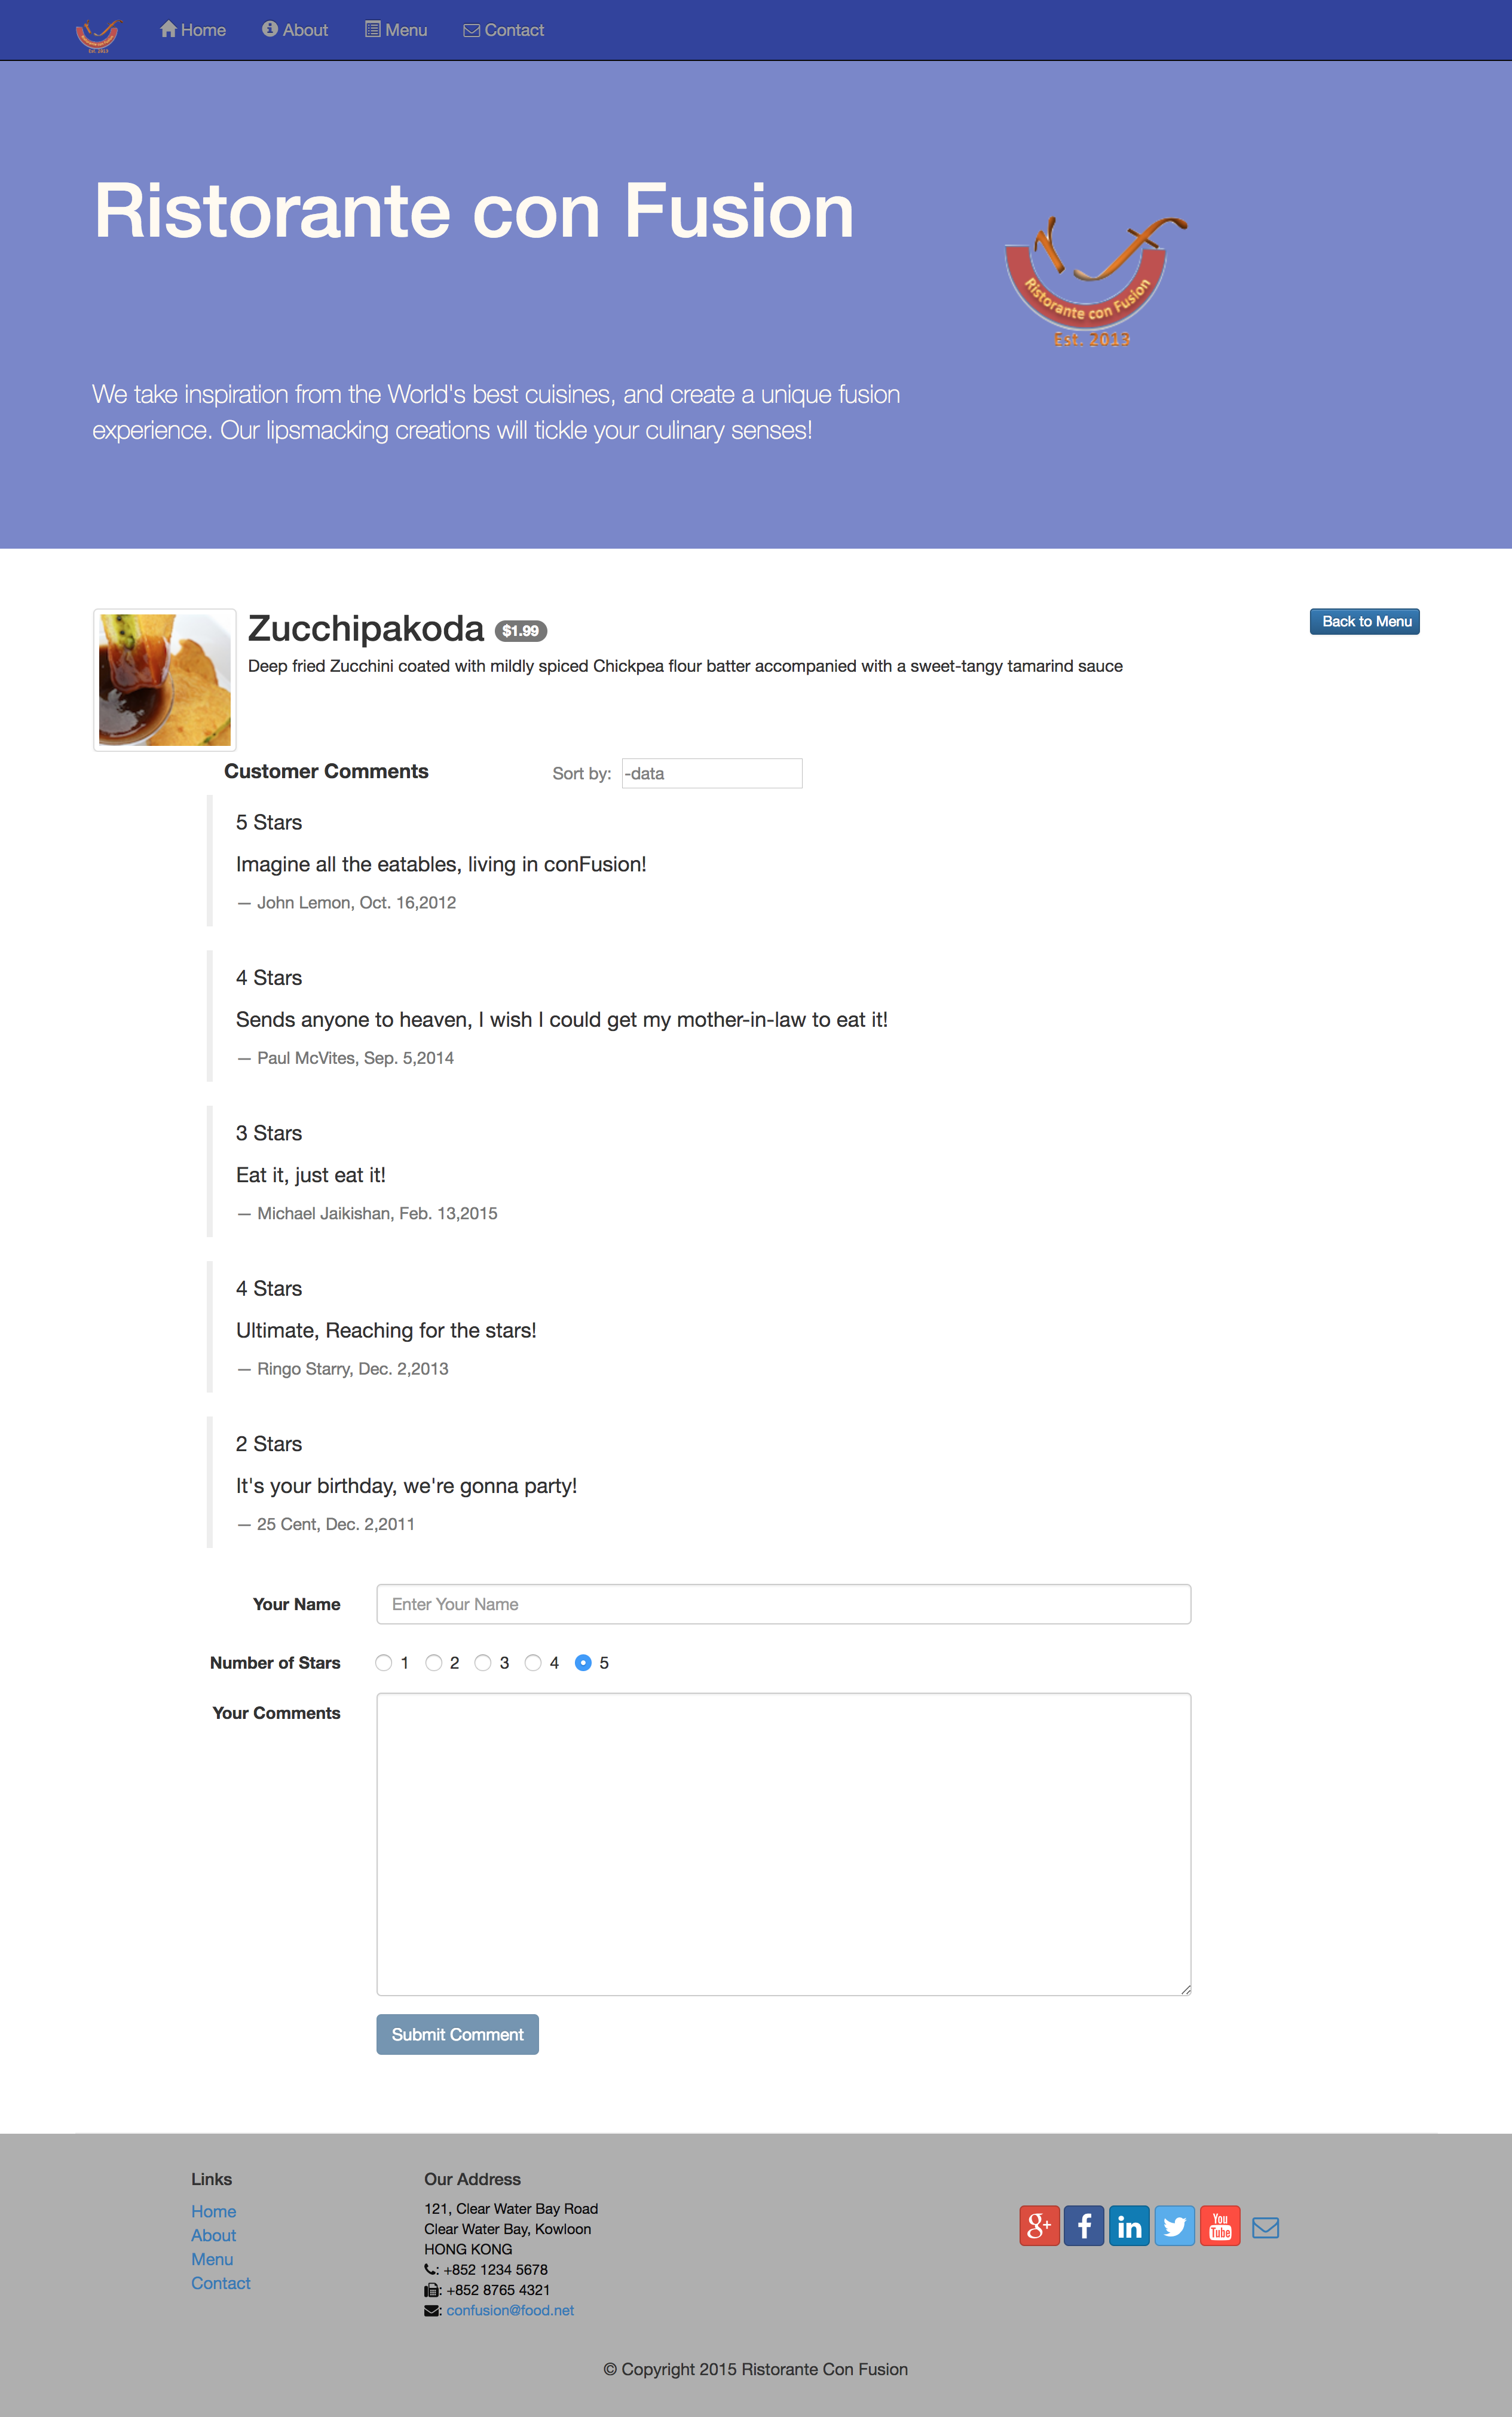 Est. 2013
Home
About
Menu
Contact
Ristorante con Fusion
Ristorante con Fusion
Est. 2013
We take inspiration from the World's best cuisines, and create a unique fusion
experience. Our lipsmacking creations will tickle your culinary senses!
Zucchipakoda $1.99
Back to Menu
Deep fried Zucchini coated with mildly spiced Chickpea flour batter accompanied with a sweet-tangy tamarind sauce
Customer Comments
Sort by: -data
5 Stars
Imagine all the eatables, living in conFusion!
— John Lemon, Oct. 16,2012
4 Stars
Sends anyone to heaven, I wish I could get my mother-in-law to eat it!
— Paul McVites, Sep. 5,2014
3 Stars
Eat it, just eat it!
— Michael Jaikishan, Feb. 13,2015
4 Stars
Ultimate, Reaching for the stars!
— Ringo Starry, Dec. 2,2013
2 Stars
It's your birthday, we're gonna party!
— 25 Cent, Dec. 2,2011
Your Name
Enter Your Name
Number of Stars
1 2 3 4 5
Your Comments
Submit Comment
Links
Home
About
Menu
Contact
Our Address
121, Clear Water Bay Road
Clear Water Bay, Kowloon
HONG KONG
: +852 1234 5678
: +852 8765 4321
: confusion@food.net
g+
f
in
You
Tube
© Copyright 2015 Ristorante Con Fusion